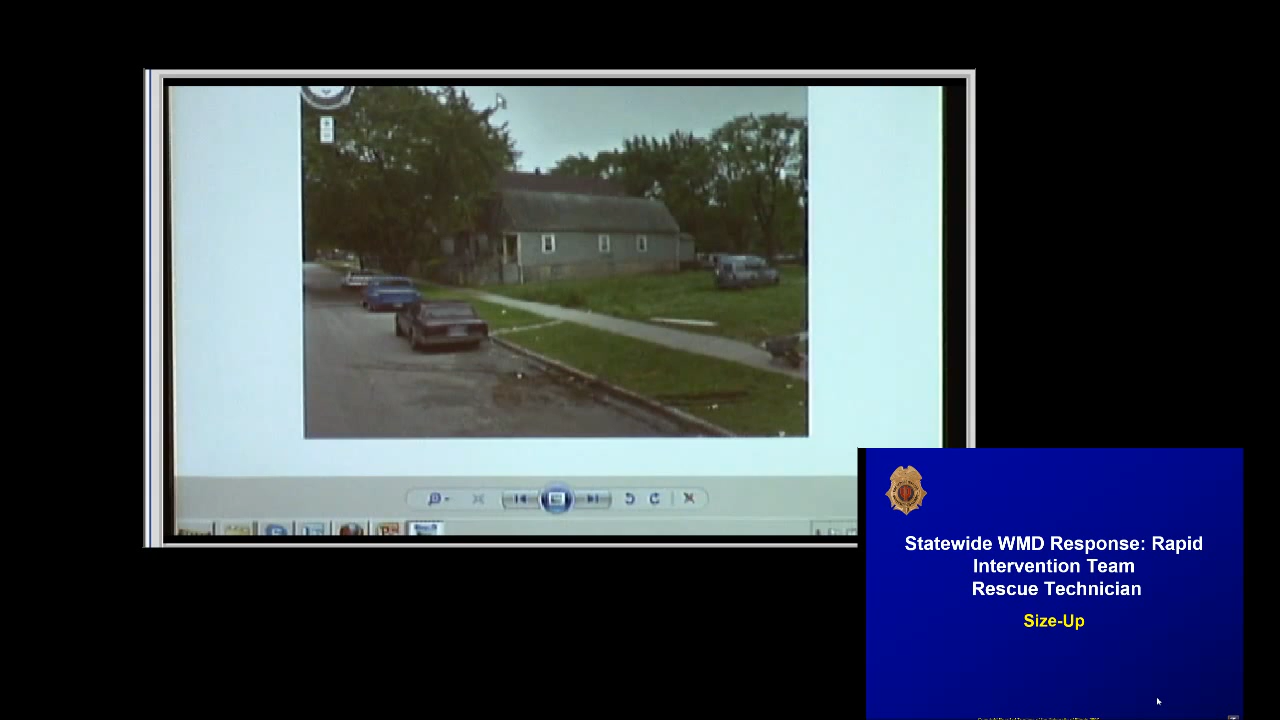 Statewide WMD Response: Rapid
Intervention Team
Rescue Technician
Size-Up